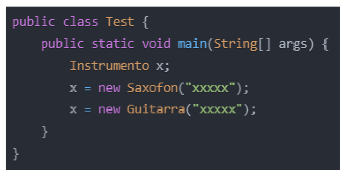 public class Test {
    public static void main(String[] args) {
        Instrumento x;
        x = new Saxofon("xxxxx");
        x = new Guitarra("xxxxx");
    }
}